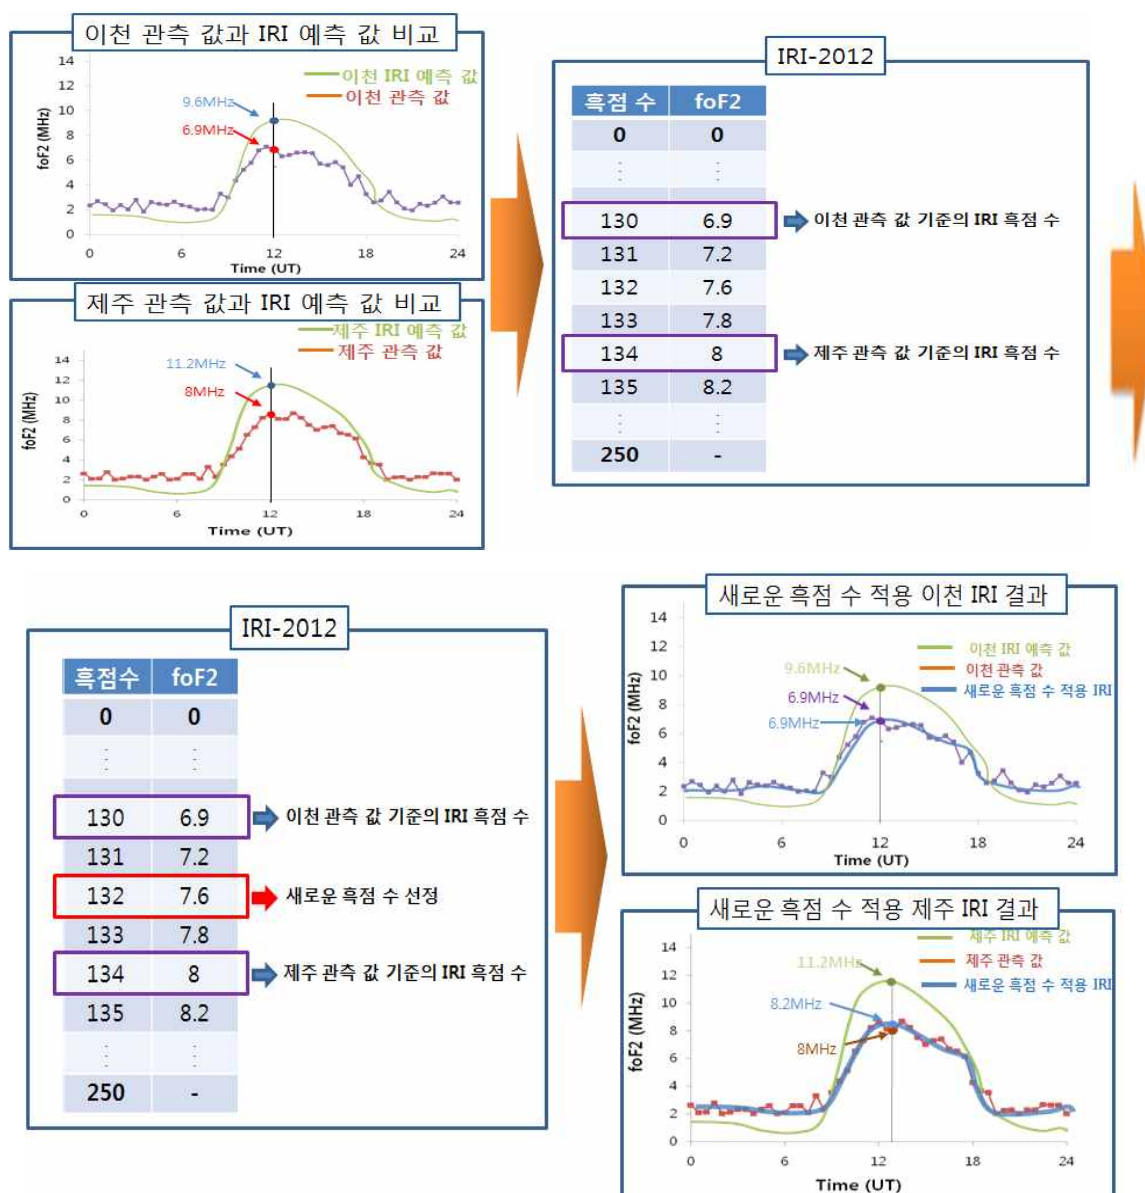 이천 관측 값과 IRI 예측 값 비교
foF2 (MHz)
14
12
10
8
6
4
2
0
이천 IRI 예측 값
이천 관측 값
9.6MHz
6.9MHz
0
6
12
18
24
Time (UT)
제주 관측 값과 IRI 예측 값 비교
foF2 (MHz)
14
12
10
8
6
4
2
0
제주 IRI 예측 값
제주 관측 값
11.2MHz
8MHz
0
6
12
18
24
Time (UT)
IRI-2012
흑점 수 foF2
0 0
⋮ ⋮
130 6.9
이천 관측 값 기준의 IRI 흑점 수
131 7.2
132 7.6
133 7.8
134 8
제주 관측 값 기준의 IRI 흑점 수
135 8.2
⋮ ⋮
250 -
IRI-2012
흑점수 foF2
0 0
⋮ ⋮
130 6.9
이천 관측 값 기준의 IRI 흑점 수
131 7.2
132 7.6
새로운 흑점 수 선정
133 7.8
134 8
제주 관측 값 기준의 IRI 흑점 수
135 8.2
⋮ ⋮
250 -
새로운 흑점 수 적용 이천 IRI 결과
foF2 (MHz)
14
12
10
8
6
4
2
0
이천 IRI 예측 값
이천 관측 값
새로운 흑점 수 적용 IRI
9.6MHz
6.9MHz
6.9MHz
0
6
12
18
24
Time (UT)
새로운 흑점 수 적용 제주 IRI 결과
foF2 (MHz)
14
12
10
8
6
4
2
0
제주 IRI 예측 값
제주 관측 값
새로운 흑점 수 적용 IRI
11.2MHz
8.2MHz
8MHz
0
6
12
18
24
Time (UT)